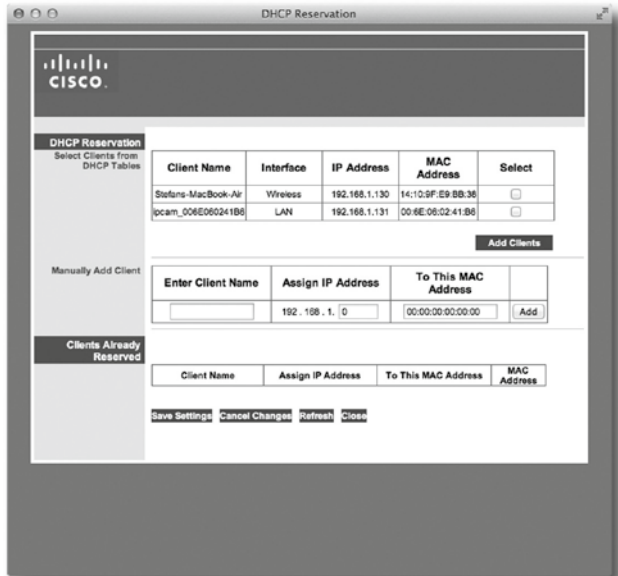 DHCP Reservation
CISCO.
DHCP Reservation
Select Clients from
DHCP Tables
Client Name Interface IP Address MAC Address Select
Stefans-MacBook-Air Wireless 192.168.1.130 14:10:9F:E9:BB:36
ipcam_006E060241B6 LAN 192.168.1.131 00:6E:06:02:41:B6
Add Clients
Manually Add Client
Enter Client Name Assign IP Address To This MAC Address
192 . 168 . 1. 0 00:00:00:00:00:00 Add
Clients Already
Reserved
Client Name Assign IP Address To This MAC Address MAC Address
Save Settings Cancel Changes Refresh Close